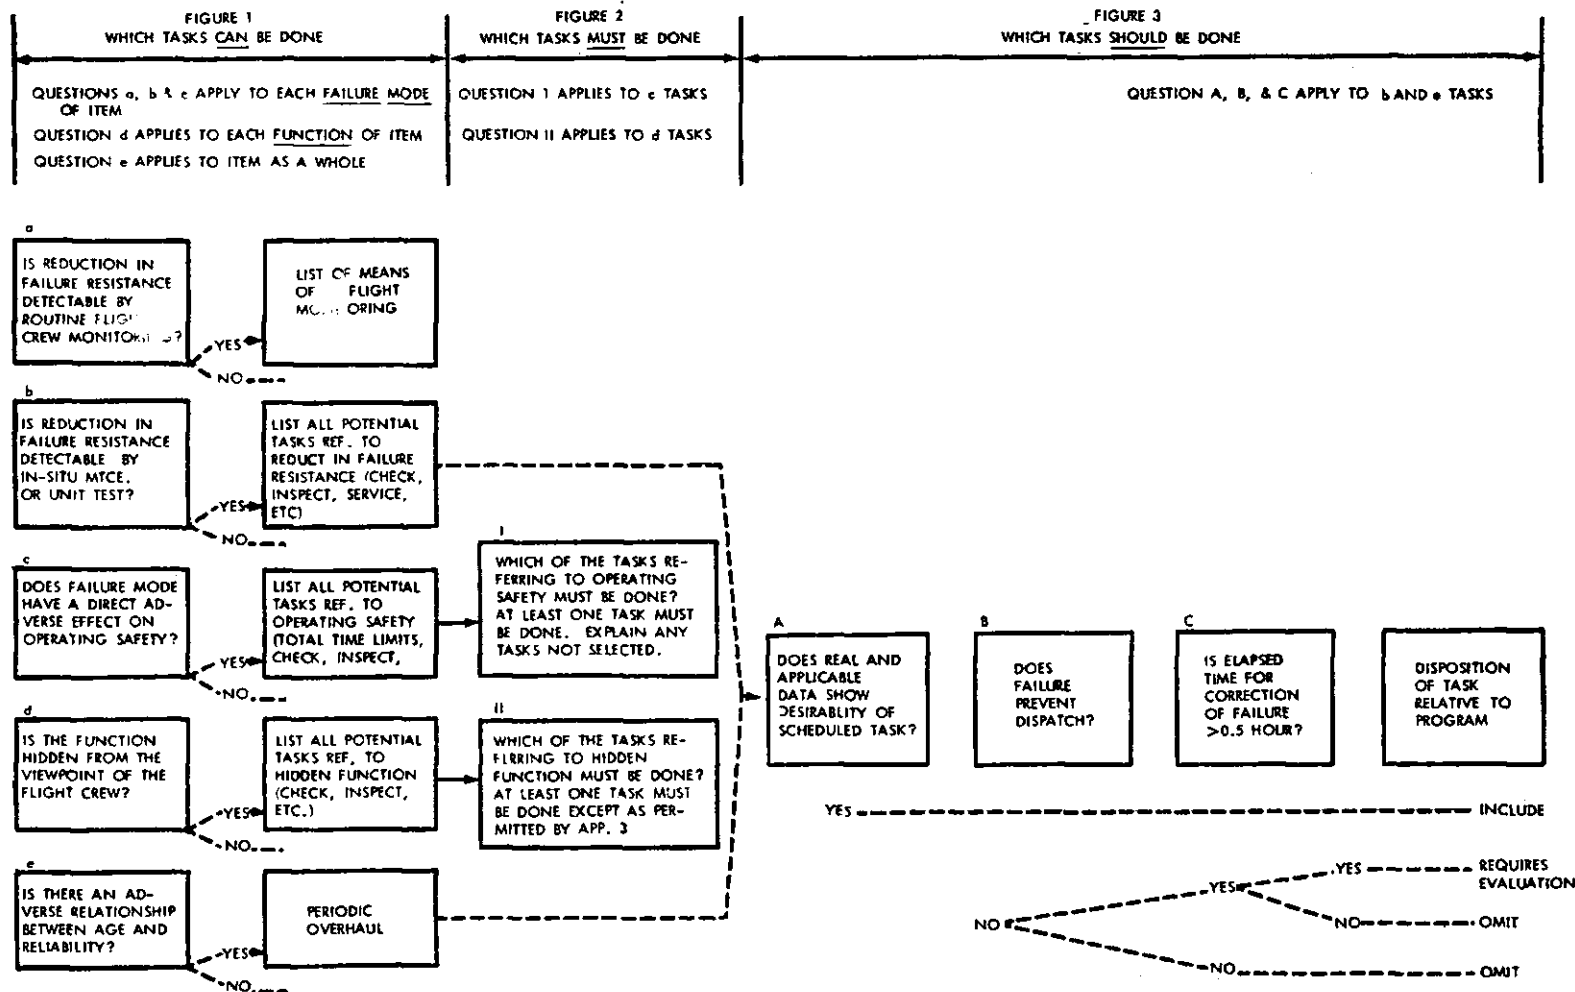 FIGURE 1
WHICH TASKS CAN BE DONE
FIGURE 2
WHICH TASKS MUST BE DONE
FIGURE 3
WHICH TASKS SHOULD BE DONE
QUESTIONS a, b & c APPLY TO EACH FAILURE MODE
OF ITEM
QUESTION d APPLIES TO EACH FUNCTION OF ITEM
QUESTION e APPLIES TO ITEM AS A WHOLE
QUESTION I APPLIES TO c TASKS
QUESTION II APPLIES TO d TASKS
QUESTION A, B, & C APPLY TO b AND e TASKS
a
IS REDUCTION IN
FAILURE RESISTANCE
DETECTABLE BY
ROUTINE
CREW
YES
NO
LIST OF MEANS
OF FLIGHT
b
IS REDUCTION IN
FAILURE RESISTANCE
DETECTABLE BY
IN-SITU MTCE.
OR UNIT TEST?
YES
NO
LIST ALL POTENTIAL
TASKS REF. TO
REDUCT IN FAILURE
RESISTANCE (CHECK,
INSPECT, SERVICE,
ETC)
c
DOES FAILURE MODE
HAVE A DIRECT AD-
VERSE EFFECT ON
OPERATING SAFETY?
YES
NO
LIST ALL POTENTIAL
TASKS REF. TO
OPERATING SAFETY
(TOTAL TIME LIMITS,
CHECK, INSPECT,
I
WHICH OF THE TASKS RE-
FERRING TO OPERATING
SAFETY MUST BE DONE?
AT LEAST ONE TASK MUST
BE DONE. EXPLAIN ANY
TASKS NOT SELECTED.
d
IS THE FUNCTION
HIDDEN FROM THE
VIEWPOINT OF THE
FLIGHT CREW?
YES
NO
LIST ALL POTENTIAL
TASKS REF. TO
HIDDEN FUNCTION
(CHECK, INSPECT,
ETC.)
II
WHICH OF THE TASKS RE-
FERRING TO HIDDEN
FUNCTION MUST BE DONE?
AT LEAST ONE TASK MUST
BE DONE EXCEPT AS PER-
MITTED BY APP. 3
e
IS THERE AN AD-
VERSE RELATIONSHIP
BETWEEN AGE AND
RELIABILITY?
YES
NO
PERIODIC
OVERHAUL
A
DOES REAL AND
APPLICABLE
DATA SHOW
DESIRABLITY OF
SCHEDULED TASK?
B
DOES
FAILURE
PREVENT
DISPATCH?
C
IS ELAPSED
TIME FOR
CORRECTION
OF FAILURE
>0.5 HOUR?
DISPOSITION
OF TASK
RELATIVE TO
PROGRAM
YES
INCLUDE
NO
YES
YES
REQUIRES
EVALUATION
NO
OMIT
NO
OMIT